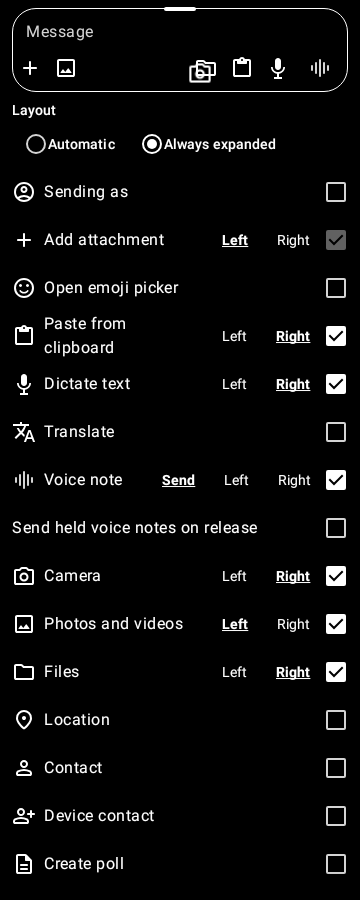 Message
Layout
Automatic Always expanded
Sending as
Add attachment Left Right
Open emoji picker
Paste from
clipboard Left Right
Dictate text Left Right
Translate
Voice note Send Left Right
Send held voice notes on release
Camera Left Right
Photos and videos Left Right
Files Left Right
Location
Contact
Device contact
Create poll